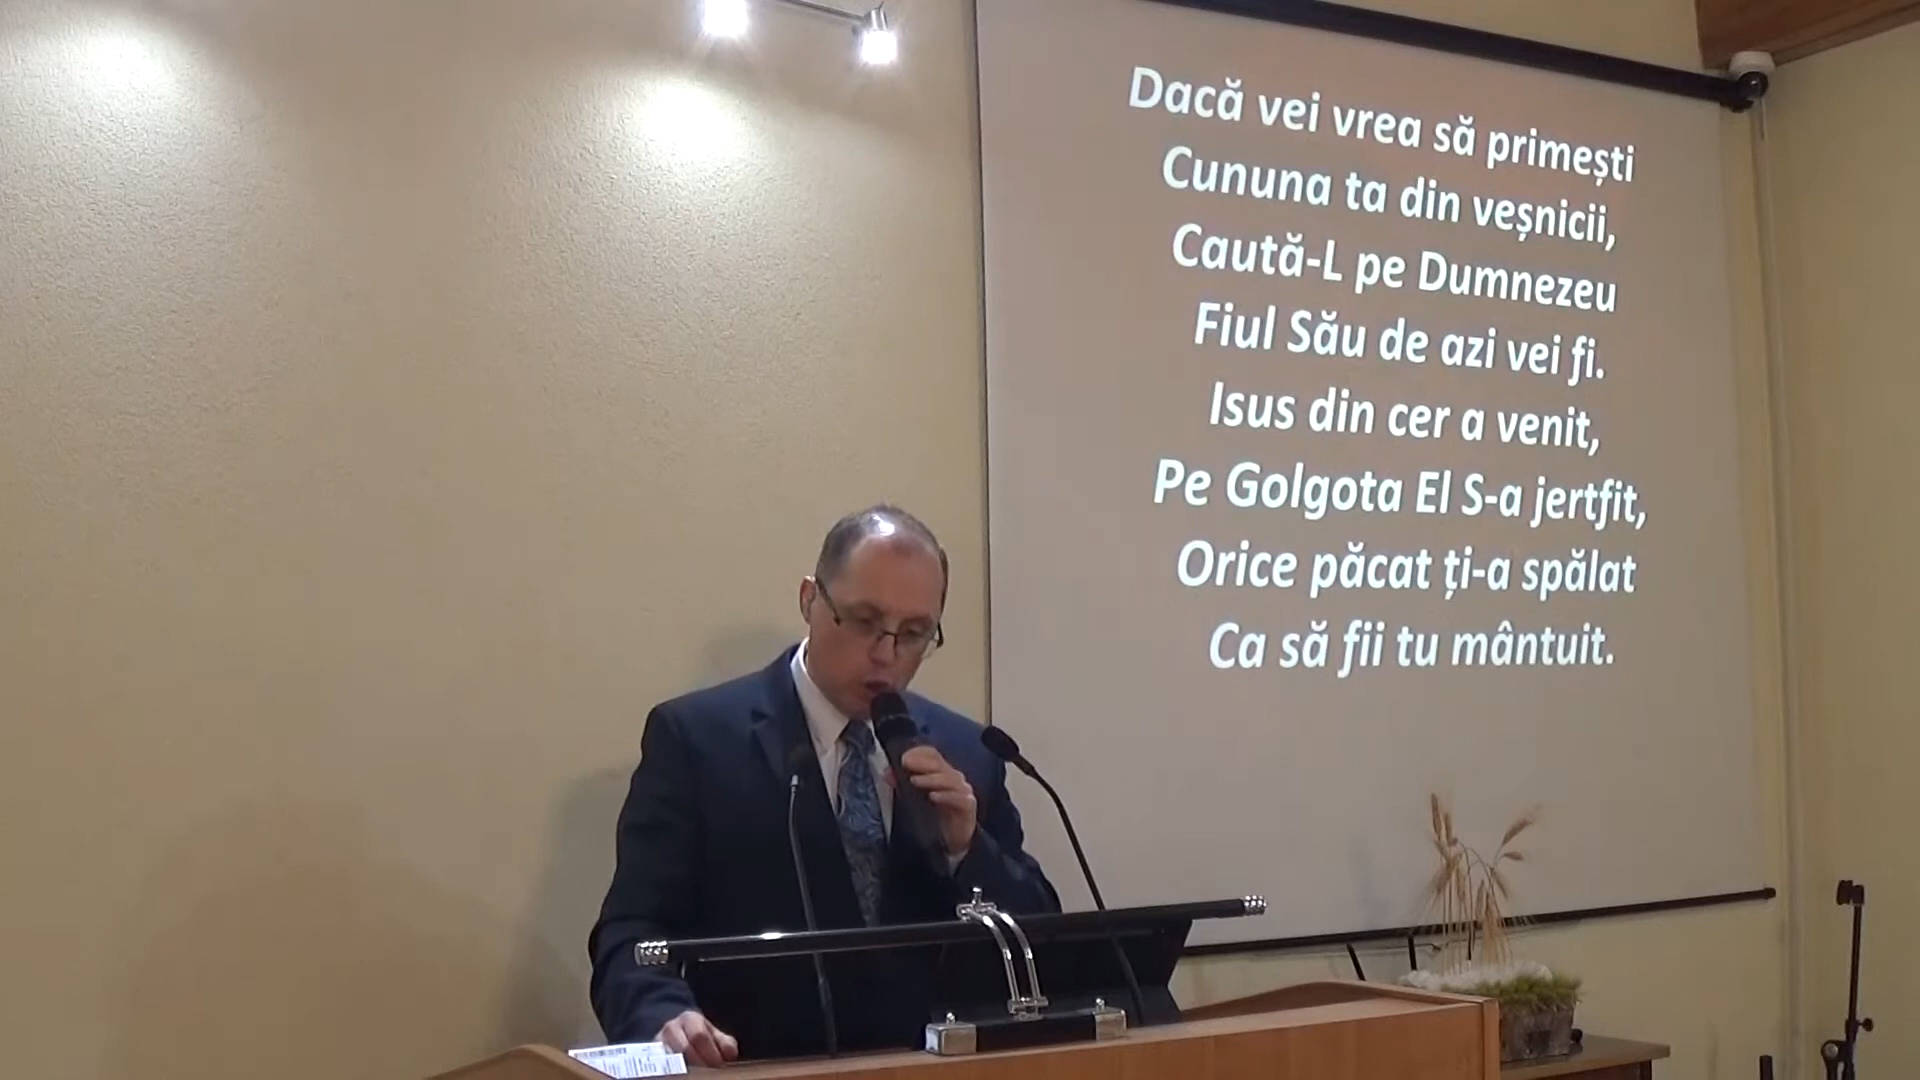 Dacă vei vrea să primești
Cununa ta din veșnicii,
Caută-L pe Dumnezeu
Fiul Său de azi vei fi.
Isus din cer a venit,
Pe Golgota El S-a jertfit,
Orice păcat ți-a spălat
Ca să fii tu mântuit.